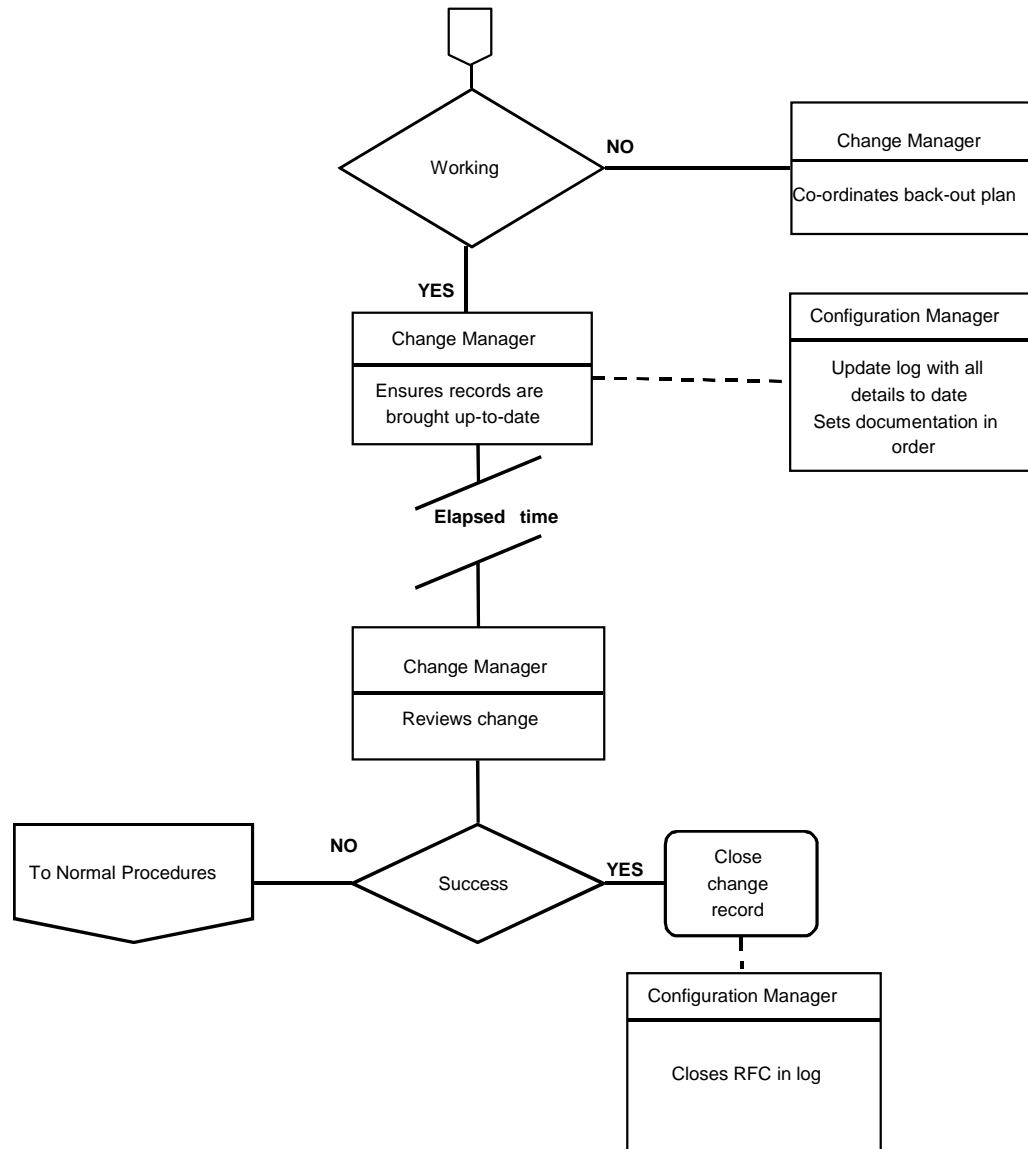 Working
NO
Change Manager
Co-ordinates back-out plan
YES
Change Manager
Ensures records are
brought up-to-date
Configuration Manager
Update log with all
details to date
Sets documentation in
order
Elapsed time
Change Manager
Reviews change
To Normal Procedures
NO
Success
YES
Close
change
record
Configuration Manager
Closes RFC in log